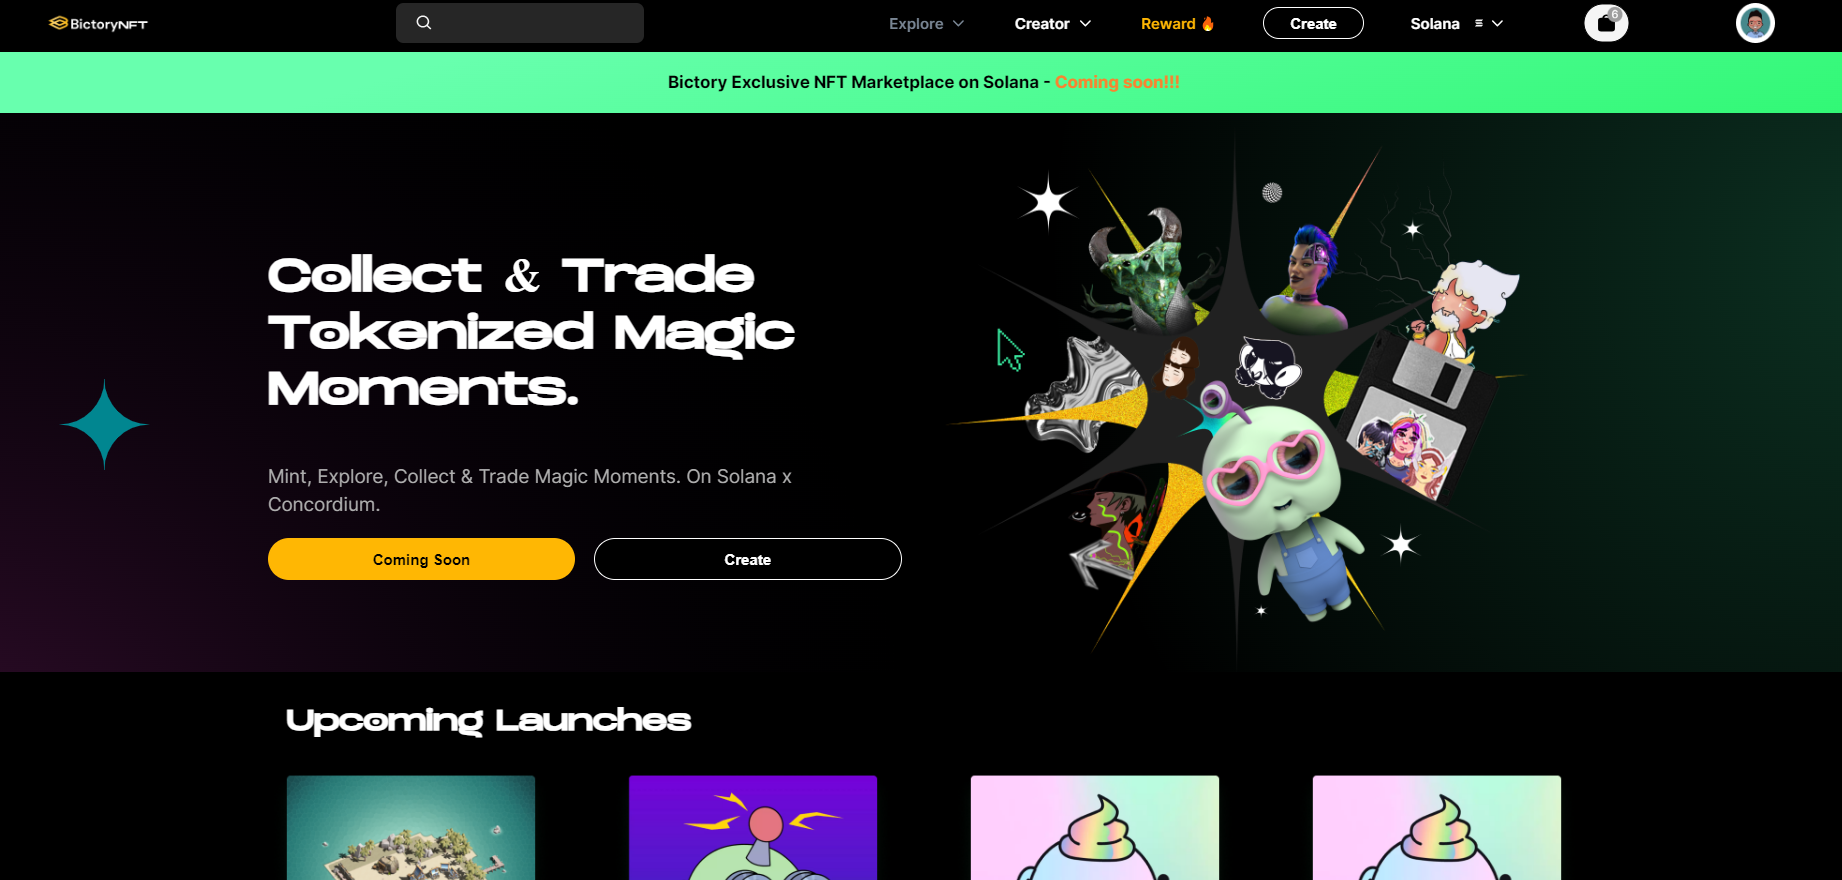 BictoryNFT
Explore
Creator
Reward
Create
Solana
6
Bictory Exclusive NFT Marketplace on Solana - Coming soon!!!
Collect & Trade
Tokenized Magic
Moments.
Mint, Explore, Collect & Trade Magic Moments. On Solana x
Concordium.
Coming Soon
Create
Upcoming Launches